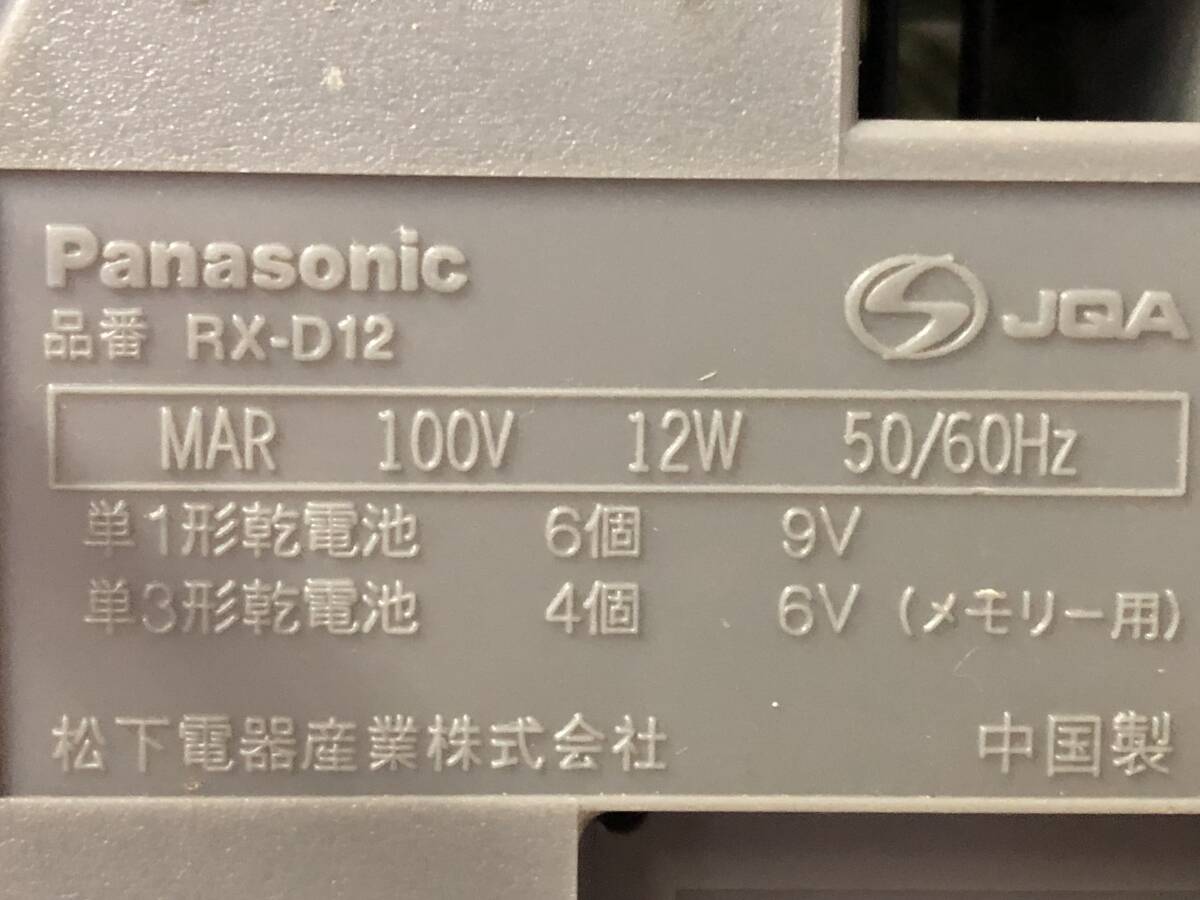 Panasonic
品番 RX-D12
JQA
MAR 100V 12W 50/60Hz
単1形乾電池 6個 9V
単3形乾電池 4個 6V (メモリー用)
松下電器産業株式会社 中国製